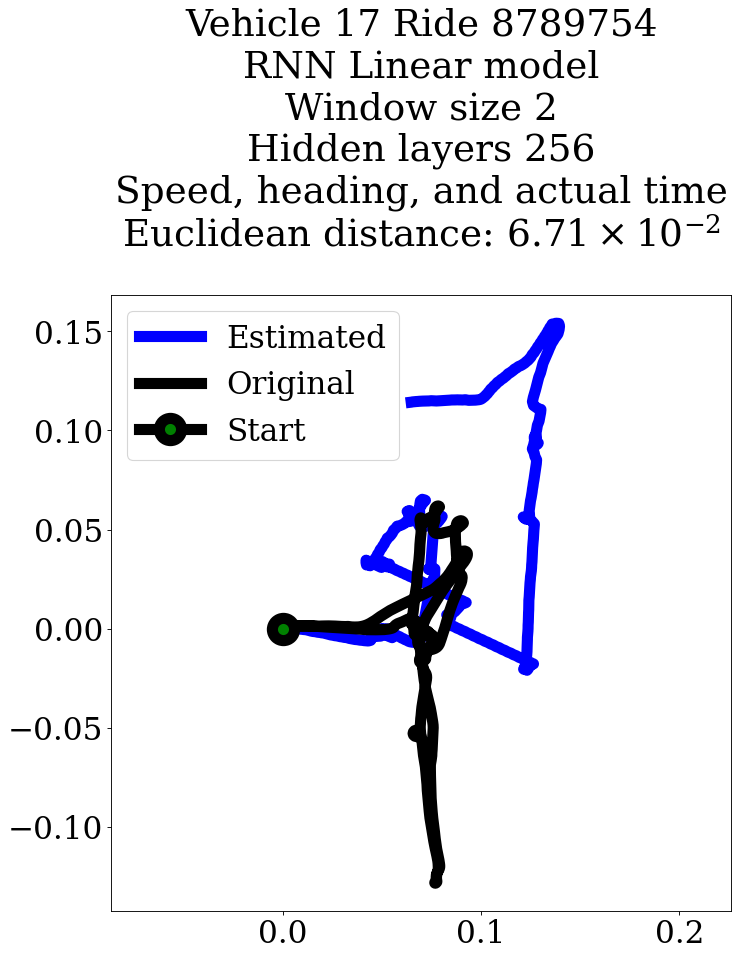 Vehicle 17 Ride 8789754
RNN Linear model
Window size 2
Hidden layers 256
Speed, heading, and actual time
Euclidean distance: 6.71 × 10⁻²
Estimated
Original
Start
0.15
0.10
0.05
0.00
−0.05
−0.10
0.0 0.1 0.2